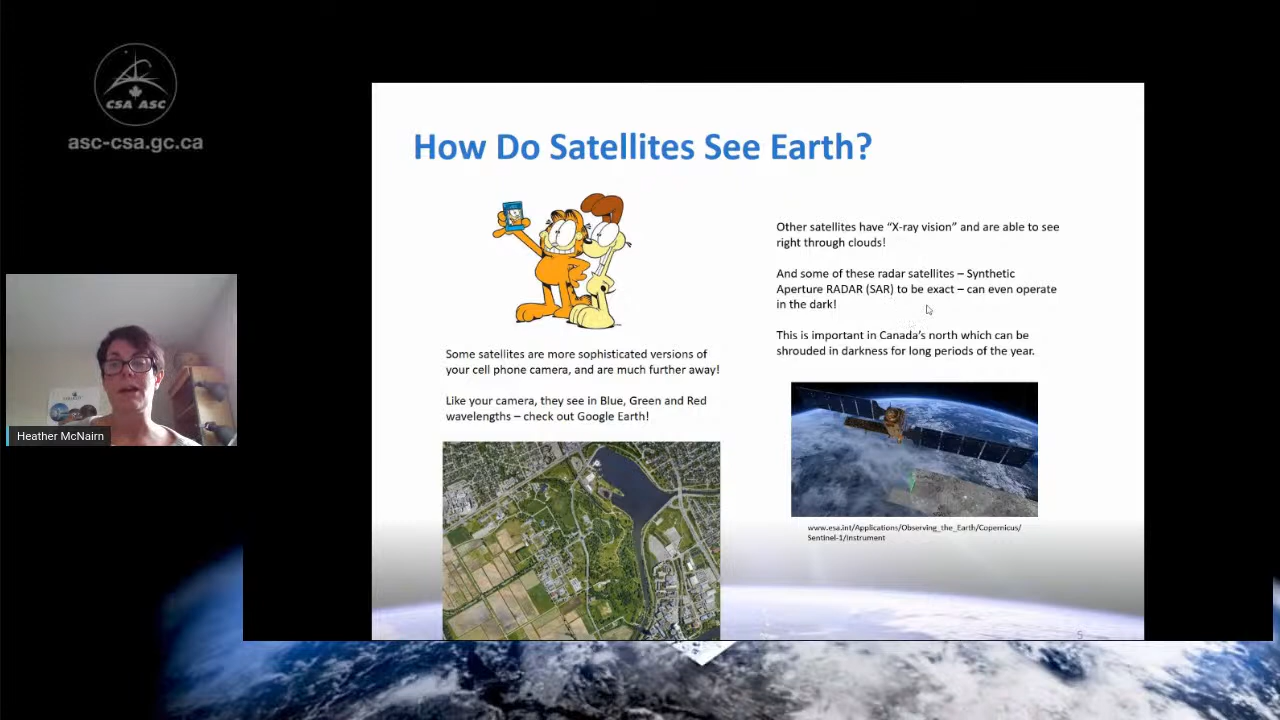 CSA ASC
asc-csa.gc.ca
How Do Satellites See Earth?
Some satellites are more sophisticated versions of
your cell phone camera, and are much further away!
Like your camera, they see in Blue, Green and Red
wavelengths – check out Google Earth!
Other satellites have “X-ray vision” and are able to see
right through clouds!
And some of these radar satellites – Synthetic
Aperture RADAR (SAR) to be exact – can even operate
in the dark!
This is important in Canada’s north which can be
shrouded in darkness for long periods of the year.
www.esa.int/Applications/Observing_the_Earth/Copernicus/
Sentinel-1/Instrument
5
Heather McNairn